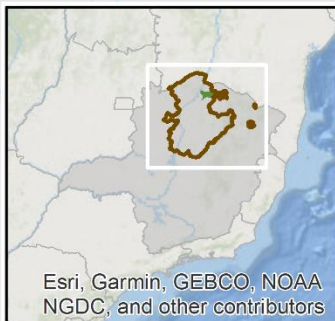 Esri, Garmin, GEBCO, NOAA
NGDC, and other contributors